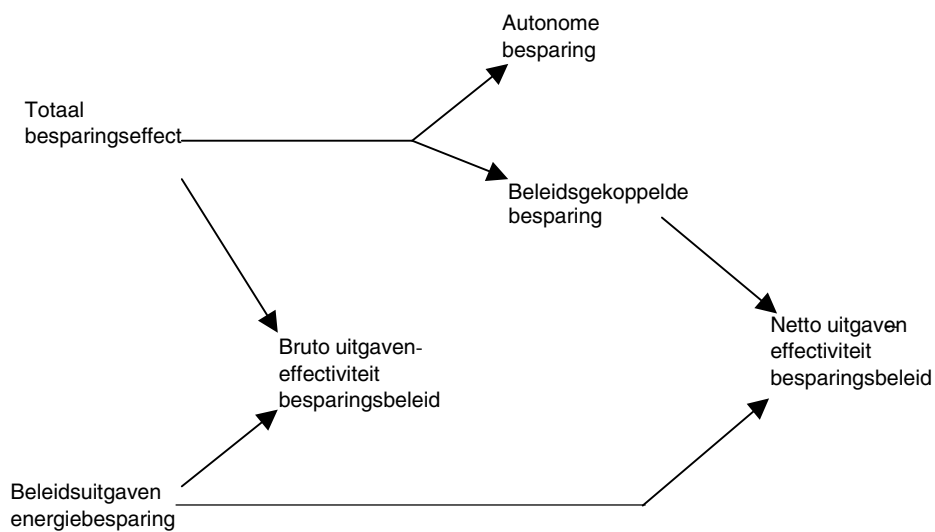 Autonome
besparing
Totaal
besparingseffect
Beleidsgekoppelde
besparing
Netto uitgaven-
effectiviteit
besparingsbeleid
Bruto uitgaven-
effectiviteit
besparingsbeleid
Beleidsuitgaven
energiebesparing